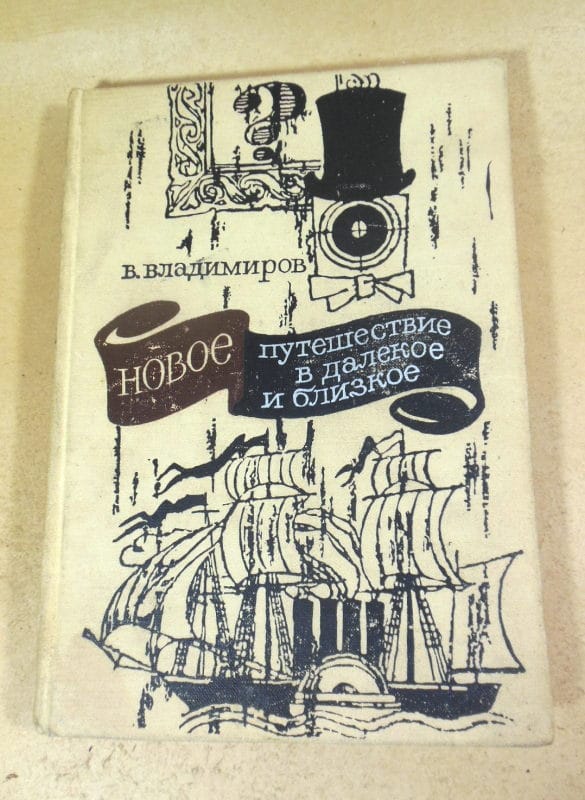 в.владимиров
новое
путешествие
в далекое
и близкое